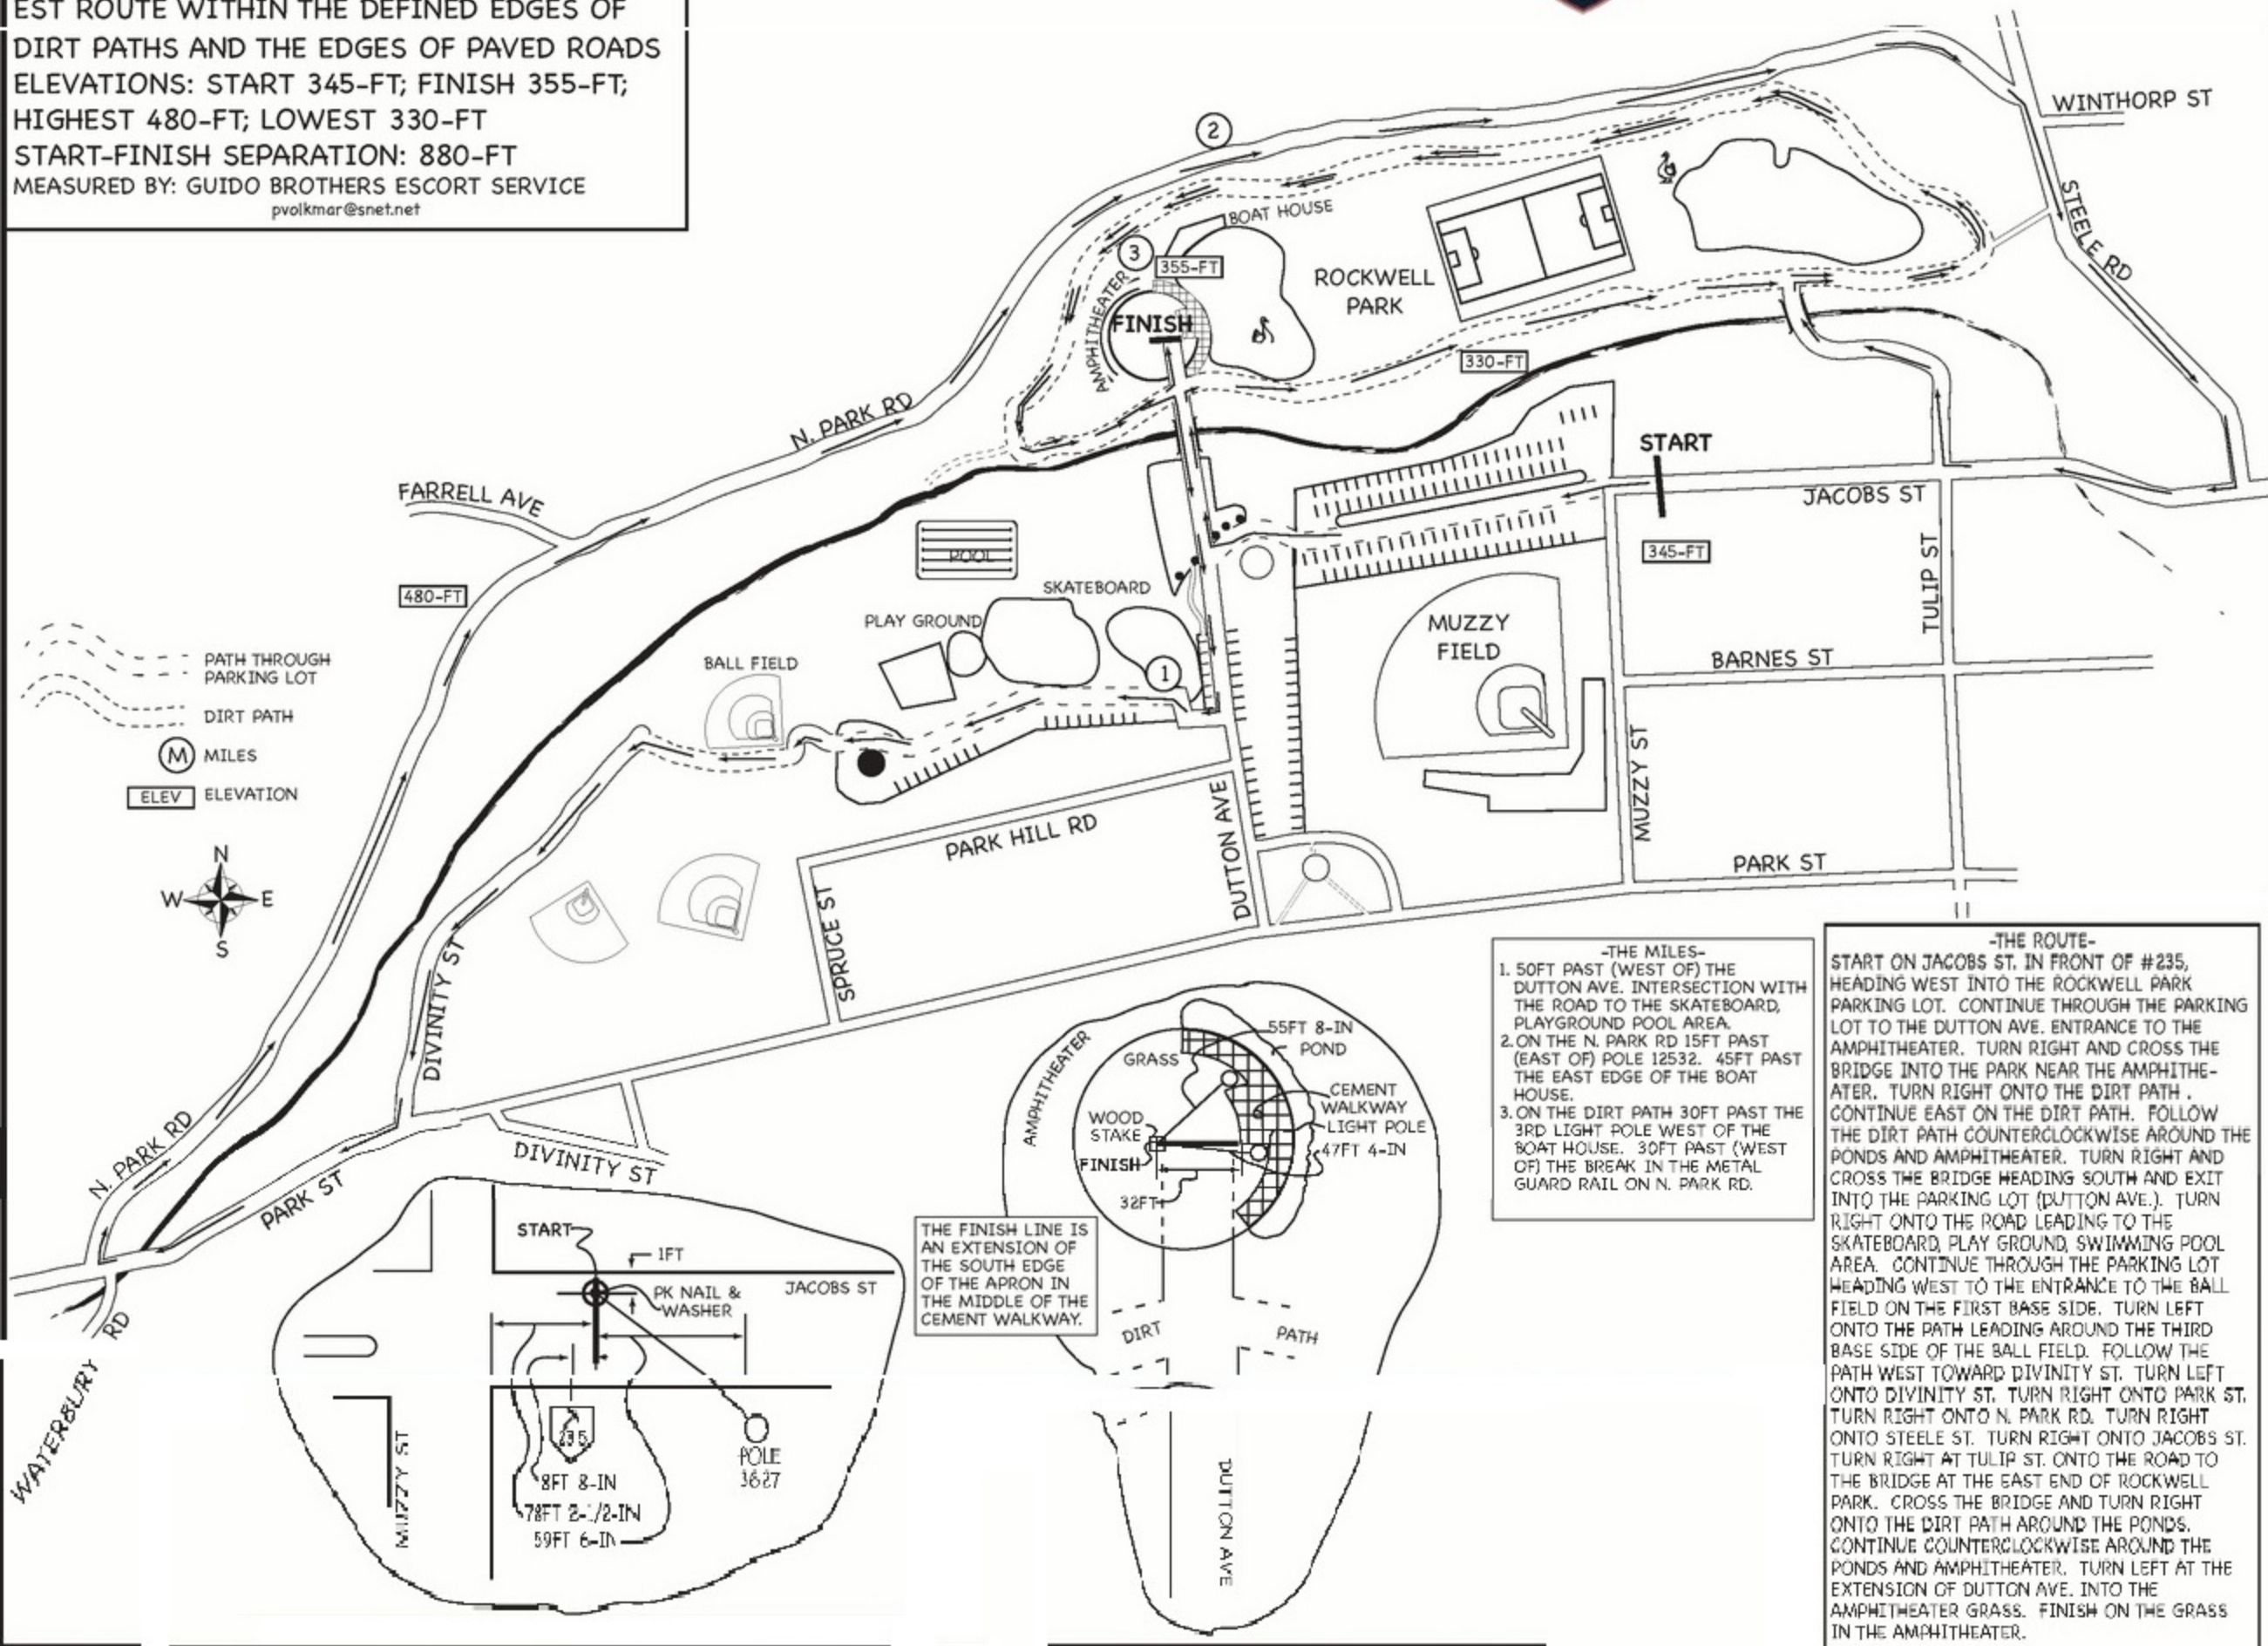 EST ROUTE WITHIN THE DEFINED EDGES OF
DIRT PATHS AND THE EDGES OF PAVED ROADS
ELEVATIONS: START 345-FT; FINISH 355-FT;
HIGHEST 480-FT; LOWEST 330-FT
START-FINISH SEPARATION: 880-FT
MEASURED BY: GUIDO BROTHERS ESCORT SERVICE
pvolkmar@snet.net
WINTHORP ST
2
STEELE RD
BOAT HOUSE
3
355-FT
AMPHITHEATER
FINISH
ROCKWELL
PARK
330-FT
N. PARK RD
START
JACOBS ST
345-FT
FARRELL AVE
480-FT
POOL
SKATEBOARD
PLAY GROUND
BALL FIELD
1
MUZZY
FIELD
TULIP ST
BARNES ST
MUZZY ST
PARK ST
PATH THROUGH
PARKING LOT
DIRT PATH
M MILES
ELEV ELEVATION
N
W E
S
PARK HILL RD
DUTTON AVE
SPRUCE ST
DIVINITY ST
N. PARK RD
PARK ST
DIVINITY ST
WATERBURY RD
START
1FT
PK NAIL &
WASHER
JACOBS ST
235
POLE
3627
MUZZY ST
8FT 8-IN
78FT 2-1/2-IN
59FT 6-IN
THE FINISH LINE IS
AN EXTENSION OF
THE SOUTH EDGE
OF THE APRON IN
THE MIDDLE OF THE
CEMENT WALKWAY.
AMPHITHEATER
GRASS
55FT 8-IN
POND
CEMENT
WALKWAY
LIGHT POLE
47FT 4-IN
WOOD
STAKE
FINISH
32FT
DIRT PATH
DUTTON AVE
-THE MILES-
1. 50FT PAST (WEST OF) THE
DUTTON AVE. INTERSECTION WITH
THE ROAD TO THE SKATEBOARD,
PLAYGROUND POOL AREA.
2. ON THE N. PARK RD 15FT PAST
(EAST OF) POLE 12532. 45FT PAST
THE EAST EDGE OF THE BOAT
HOUSE.
3. ON THE DIRT PATH 30FT PAST THE
3RD LIGHT POLE WEST OF THE
BOAT HOUSE. 30FT PAST (WEST
OF) THE BREAK IN THE METAL
GUARD RAIL ON N. PARK RD.
-THE ROUTE-
START ON JACOBS ST. IN FRONT OF #235,
HEADING WEST INTO THE ROCKWELL PARK
PARKING LOT. CONTINUE THROUGH THE PARKING
LOT TO THE DUTTON AVE. ENTRANCE TO THE
AMPHITHEATER. TURN RIGHT AND CROSS THE
BRIDGE INTO THE PARK NEAR THE AMPHITHE-
ATER. TURN RIGHT ONTO THE DIRT PATH .
CONTINUE EAST ON THE DIRT PATH. FOLLOW
THE DIRT PATH COUNTERCLOCKWISE AROUND THE
PONDS AND AMPHITHEATER. TURN RIGHT AND
CROSS THE BRIDGE HEADING SOUTH AND EXIT
INTO THE PARKING LOT (DUTTON AVE.). TURN
RIGHT ONTO THE ROAD LEADING TO THE
SKATEBOARD, PLAY GROUND, SWIMMING POOL
AREA. CONTINUE THROUGH THE PARKING LOT
HEADING WEST TO THE ENTRANCE TO THE BALL
FIELD ON THE FIRST BASE SIDE. TURN LEFT
ONTO THE PATH LEADING AROUND THE THIRD
BASE SIDE OF THE BALL FIELD. FOLLOW THE
PATH WEST TOWARD DIVINITY ST. TURN LEFT
ONTO DIVINITY ST. TURN RIGHT ONTO PARK ST.
TURN RIGHT ONTO N. PARK RD. TURN RIGHT
ONTO STEELE ST. TURN RIGHT ONTO JACOBS ST.
TURN RIGHT AT TULIP ST. ONTO THE ROAD TO
THE BRIDGE AT THE EAST END OF ROCKWELL
PARK. CROSS THE BRIDGE AND TURN RIGHT
ONTO THE DIRT PATH AROUND THE PONDS.
CONTINUE COUNTERCLOCKWISE AROUND THE
PONDS AND AMPHITHEATER. TURN LEFT AT THE
EXTENSION OF DUTTON AVE. INTO THE
AMPHITHEATER GRASS. FINISH ON THE GRASS
IN THE AMPHITHEATER.